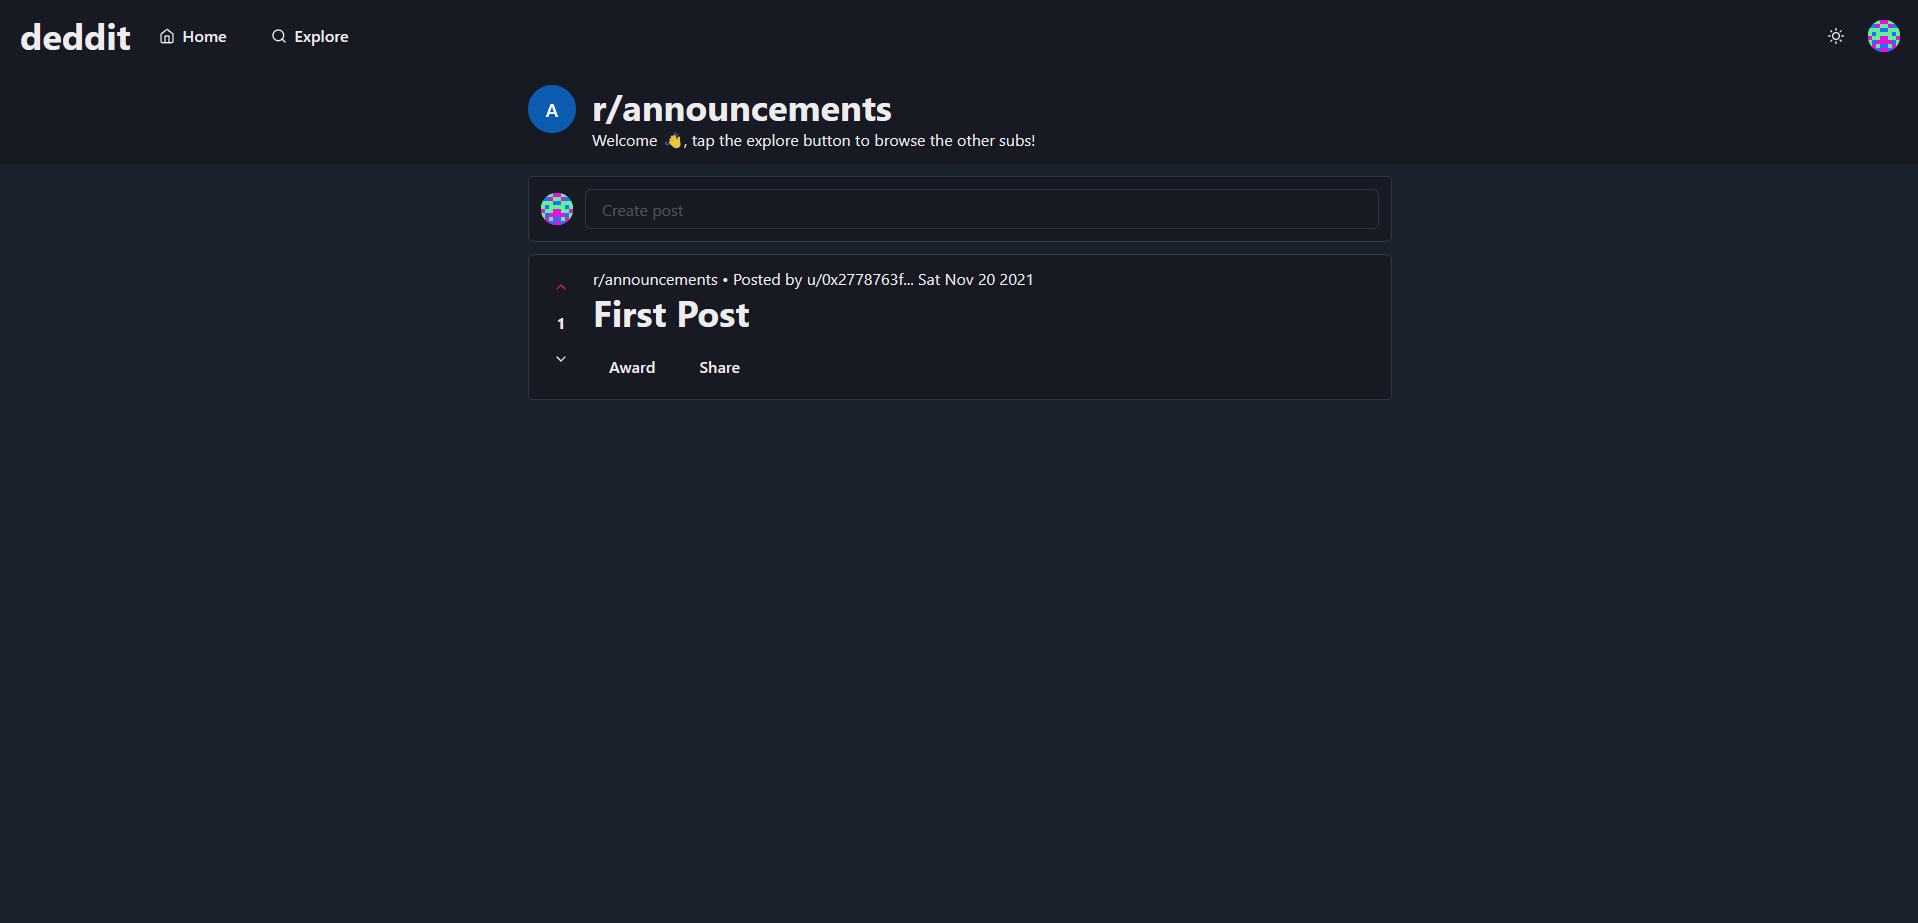 deddit Home Explore
A
r/announcements
Welcome 👋, tap the explore button to browse the other subs!
Create post
r/announcements • Posted by u/0x2778763f... Sat Nov 20 2021
1
First Post
Award Share